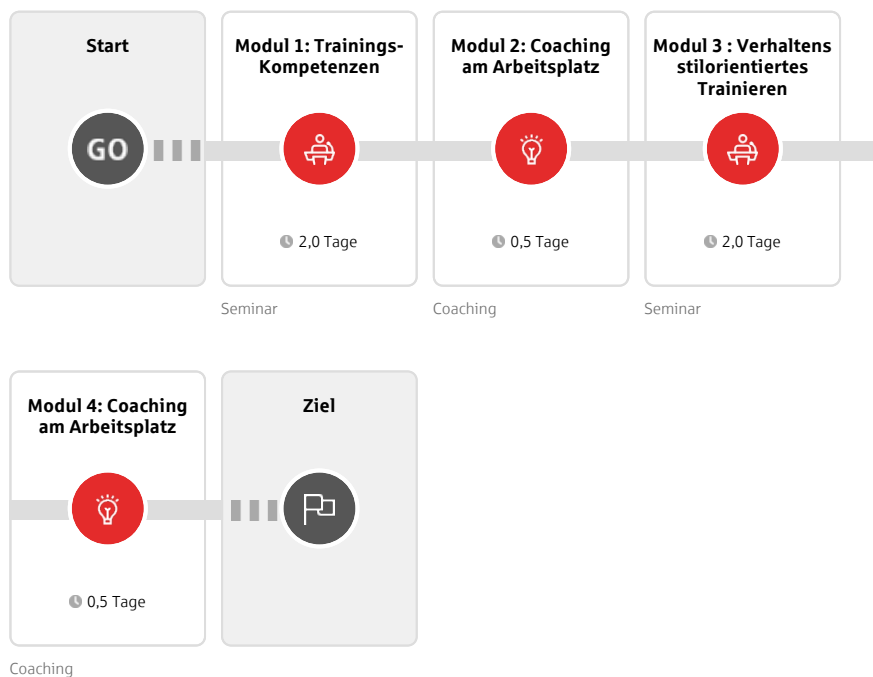 Start
Modul 1: Trainings-
Kompetenzen
Modul 2: Coaching
am Arbeitsplatz
Modul 3 : Verhaltens
stilorientiertes
Trainieren
GO
2,0 Tage
0,5 Tage
2,0 Tage
Seminar
Coaching
Seminar
Modul 4: Coaching
am Arbeitsplatz
Ziel
0,5 Tage
Coaching